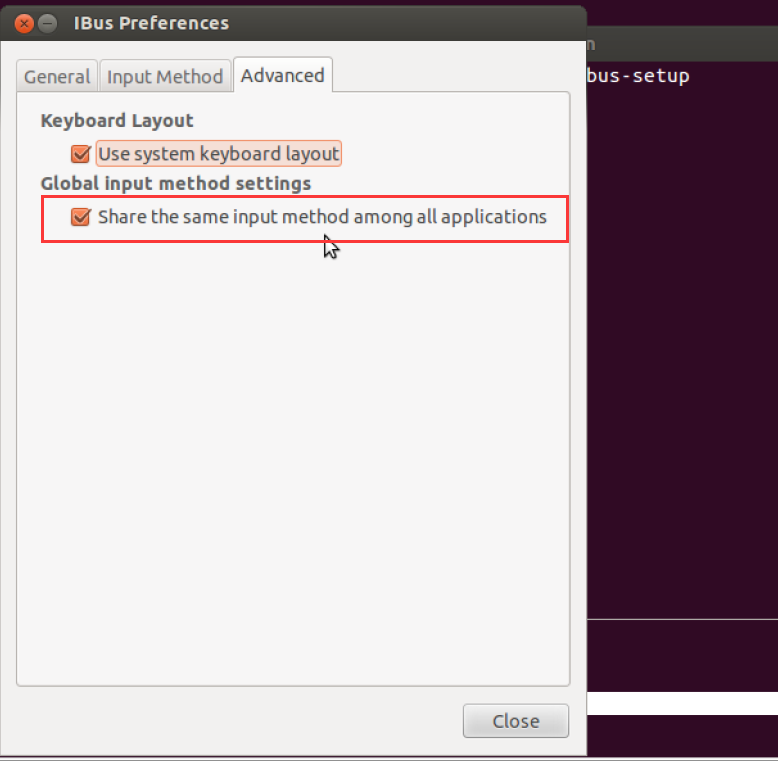 IBus Preferences
n
General Input Method Advanced
bus-setup
Keyboard Layout
Use system keyboard layout
Global input method settings
Share the same input method among all applications
Close